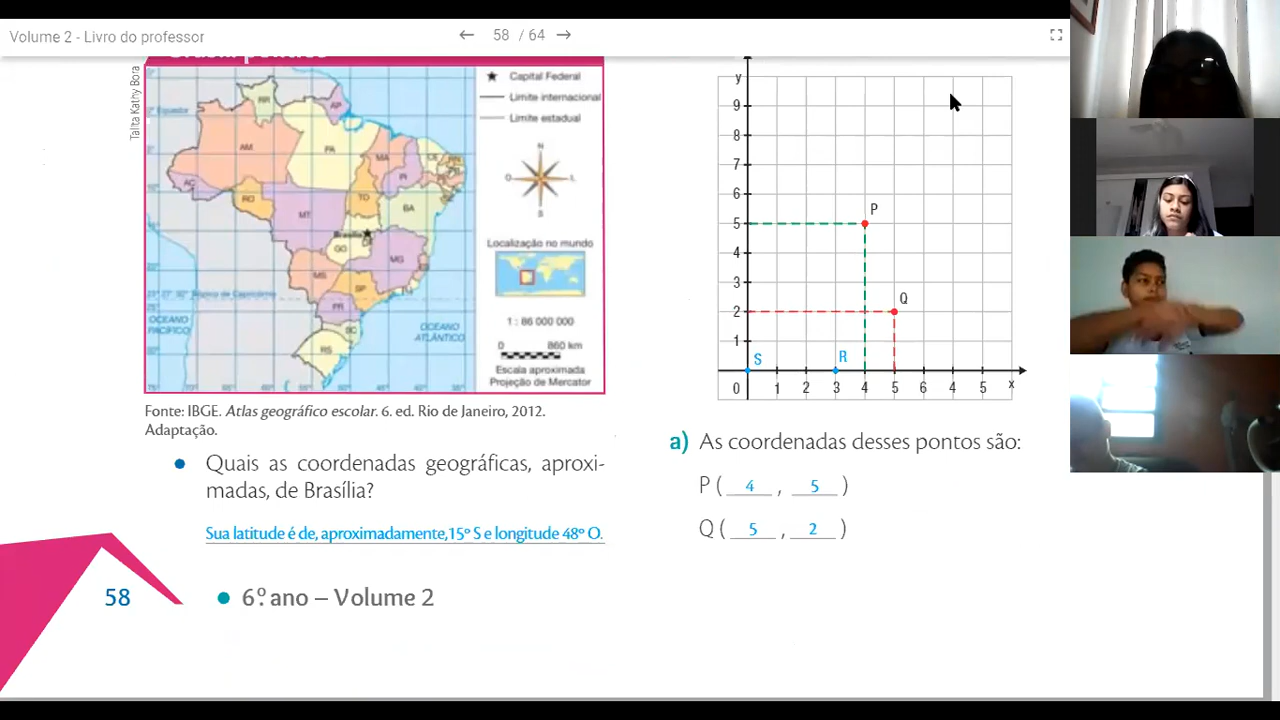 Volume 2 - Livro do professor
58 / 64
Talita Kathy Bora
Capital Federal
Limite internacional
Limite estadual
Equador
RR
AP
AM
PA
MA
CE
RN
PI
AC
RO
TO
BA
MT
Brasília
DF
GO
MG
MS
SP
RJ
PR
SC
RS
Trópico de Capricórnio
OCEANO
PACÍFICO
OCEANO
ATLÂNTICO
N
O
L
S
Localização no mundo
1 : 86 000 000
0 860 km
Escala aproximada
Projeção de Mercator
Fonte: IBGE. Atlas geográfico escolar. 6. ed. Rio de Janeiro, 2012.
Adaptação.
• Quais as coordenadas geográficas, aproxi-
madas, de Brasília?
Sua latitude é de, aproximadamente,15º S e longitude 48º O.
58
• 6º. ano – Volume 2
y
9
8
7
6
5
4
3
2
1
P
Q
S
R
0 1 2 3 4 5 6 4 5 x
a) As coordenadas desses pontos são:
P ( 4 , 5 )
Q ( 5 , 2 )